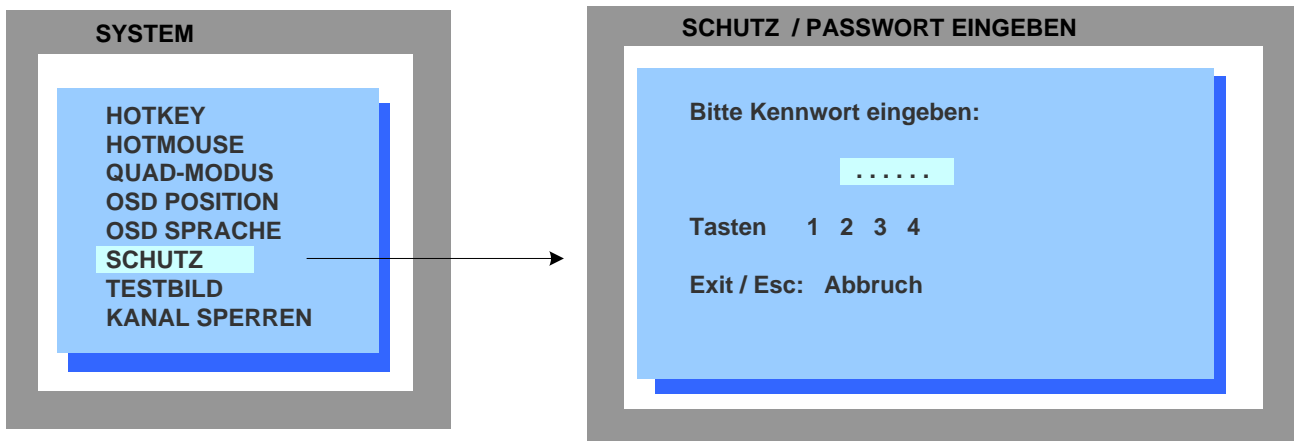 SYSTEM
HOTKEY
HOTMOUSE
QUAD-MODUS
OSD POSITION
OSD SPRACHE
SCHUTZ
TESTBILD
KANAL SPERREN
SCHUTZ / PASSWORT EINGEBEN
Bitte Kennwort eingeben:
. . . . . .
Tasten 1 2 3 4
Exit / Esc: Abbruch